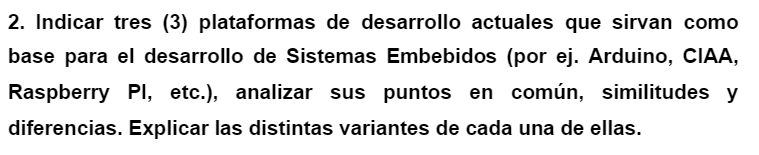 2. Indicar tres (3) plataformas de desarrollo actuales que sirvan como
base para el desarrollo de Sistemas Embebidos (por ej. Arduino, CIAA,
Raspberry PI, etc.), analizar sus puntos en común, similitudes y
diferencias. Explicar las distintas variantes de cada una de ellas.